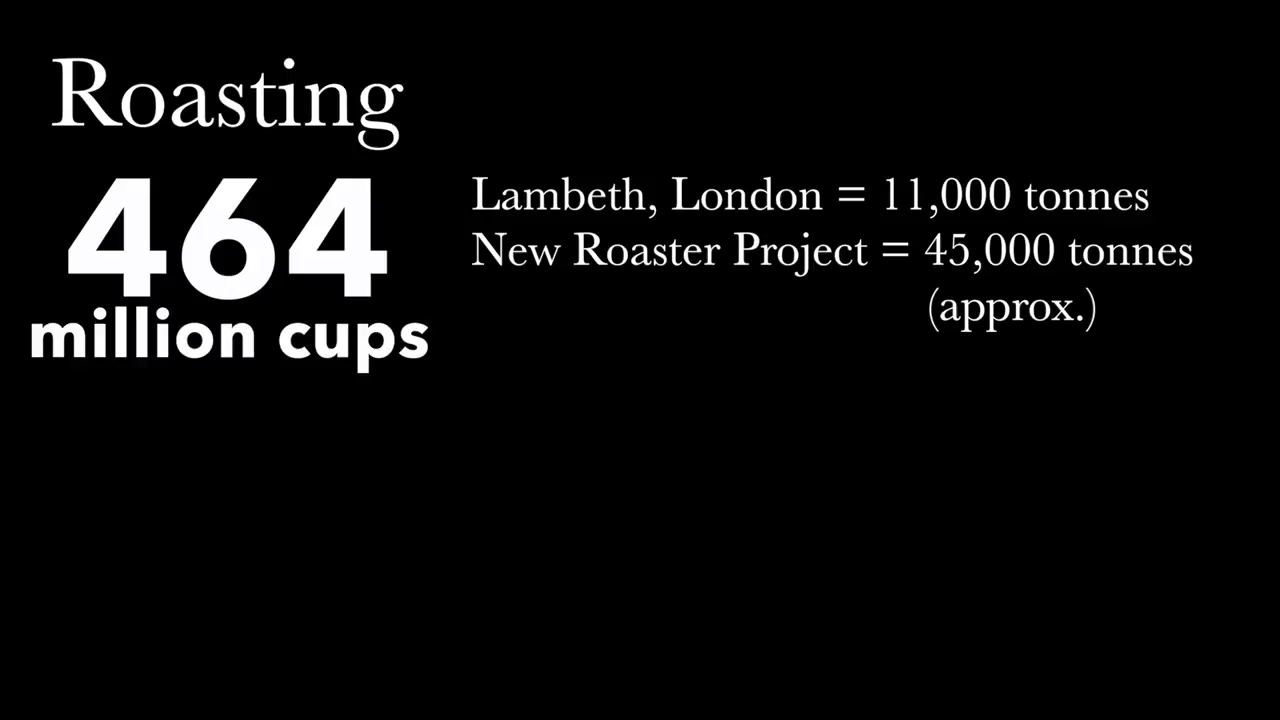 Roasting
464
million cups
Lambeth, London = 11,000 tonnes
New Roaster Project = 45,000 tonnes
(approx.)